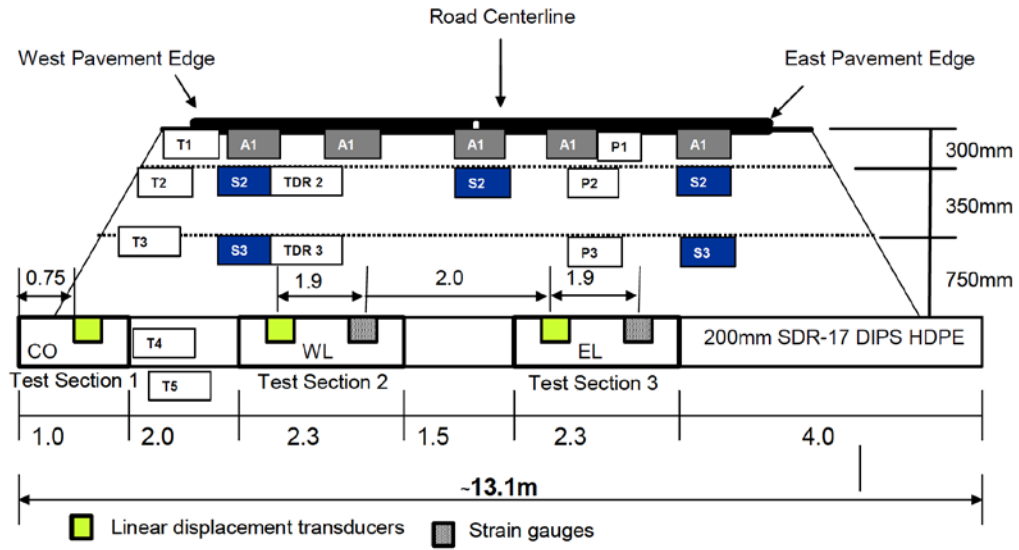 Road Centerline
West Pavement Edge
East Pavement Edge
T1
A1
A1
A1
A1
P1
A1
300mm
T2
S2
TDR 2
S2
P2
S2
350mm
T3
S3
TDR 3
P3
S3
750mm
0.75
1.9
2.0
1.9
CO
T4
WL
EL
200mm SDR-17 DIPS HDPE
Test Section 1
T5
Test Section 2
Test Section 3
1.0
2.0
2.3
1.5
2.3
4.0
~13.1m
Linear displacement transducers
Strain gauges